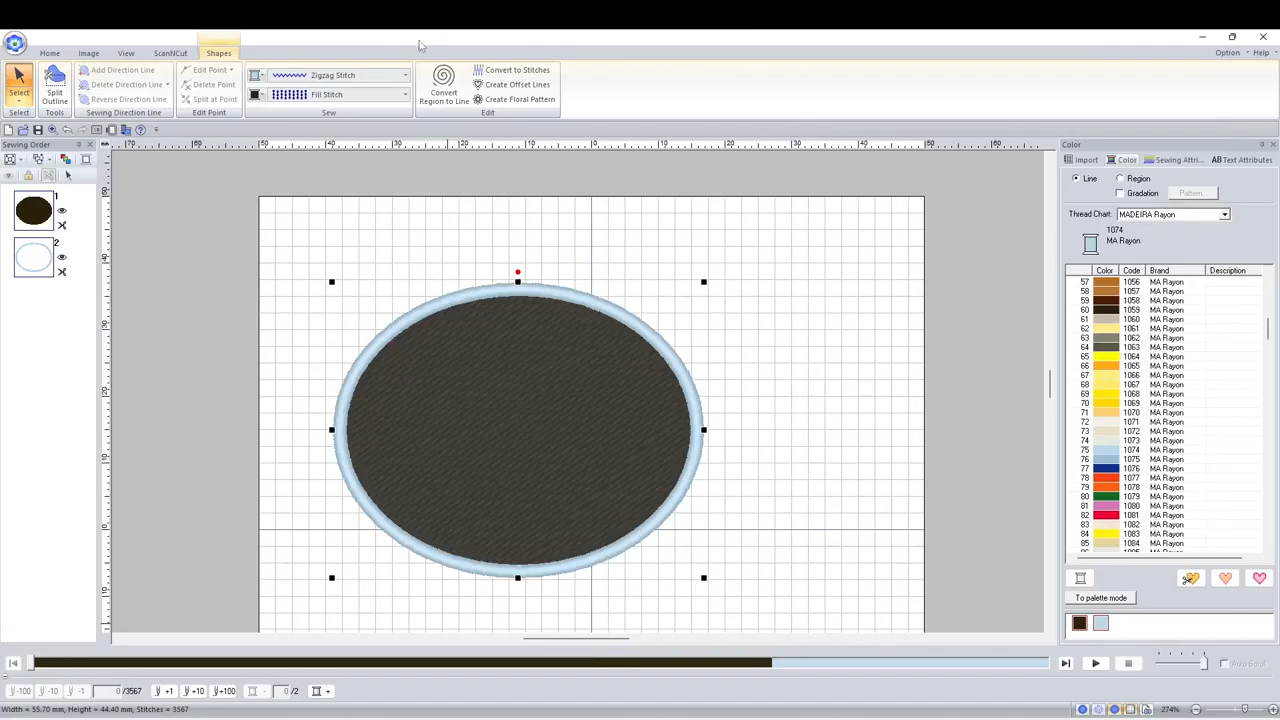 Option Help
Home Image View ScanNCut Shapes
Select
Select
Split Outline
Tools
Add Direction Line
Delete Direction Line
Reverse Direction Line
Sewing Direction Line
Edit Point
Delete Point
Split at Point
Edit Point
Zigzag Stitch
Fill Stitch
Sew
Convert
Region to Line
Convert to Stitches
Create Offset Lines
Create Floral Pattern
Edit
Sewing Order
1
2
Color
Import Color Sewing Attri... Text Attributes
Line Region
Gradation Pattern...
Thread Chart: MADEIRA Rayon
1074
MA Rayon
Color Code Brand Description
57 1056 MA Rayon
58 1057 MA Rayon
59 1058 MA Rayon
60 1059 MA Rayon
61 1060 MA Rayon
62 1061 MA Rayon
63 1062 MA Rayon
64 1063 MA Rayon
65 1064 MA Rayon
66 1065 MA Rayon
67 1066 MA Rayon
68 1067 MA Rayon
69 1068 MA Rayon
70 1069 MA Rayon
71 1070 MA Rayon
72 1071 MA Rayon
73 1072 MA Rayon
74 1073 MA Rayon
75 1074 MA Rayon
76 1075 MA Rayon
77 1076 MA Rayon
78 1077 MA Rayon
79 1078 MA Rayon
80 1079 MA Rayon
81 1080 MA Rayon
82 1081 MA Rayon
83 1082 MA Rayon
84 1083 MA Rayon
85 1084 MA Rayon
To palette mode
Auto Scroll
-100 -10 -1 0 /3567 +1 +10 +100 - 0 /2 +
Width = 55.70 mm, Height = 44.40 mm, Stitches = 3567
274%